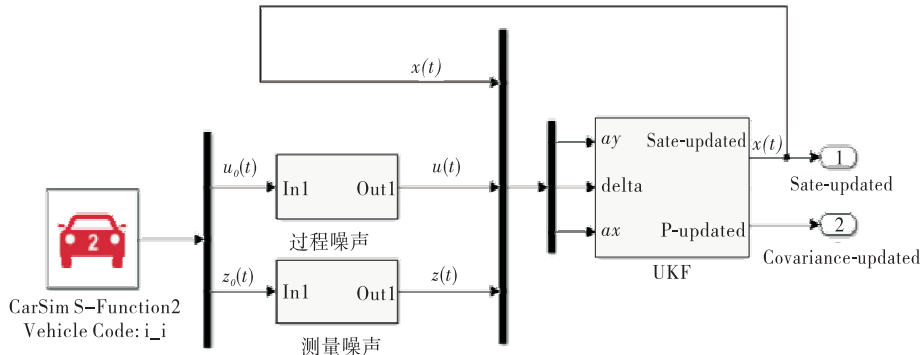 x(t)
u₀(t)
In1
Out1
u(t)
过程噪声
z₀(t)
In1
Out1
z(t)
测量噪声
2
CarSim S-Function2
Vehicle Code: i_i
ay
Sate-updated
delta
ax
P-updated
UKF
x(t)
1
Sate-updated
2
Covariance-updated